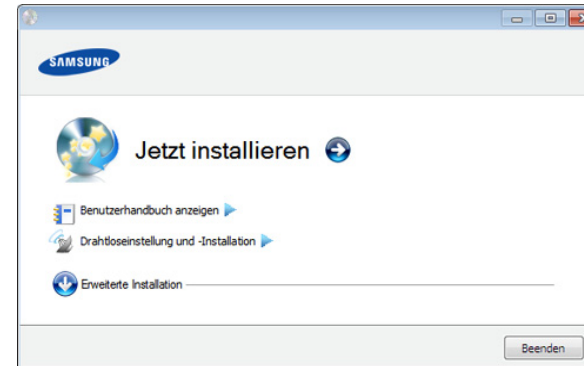 SAMSUNG
Jetzt installieren
Benutzerhandbuch anzeigen
Drahtloseinstellung und -Installation
Erweiterte Installation
Beenden